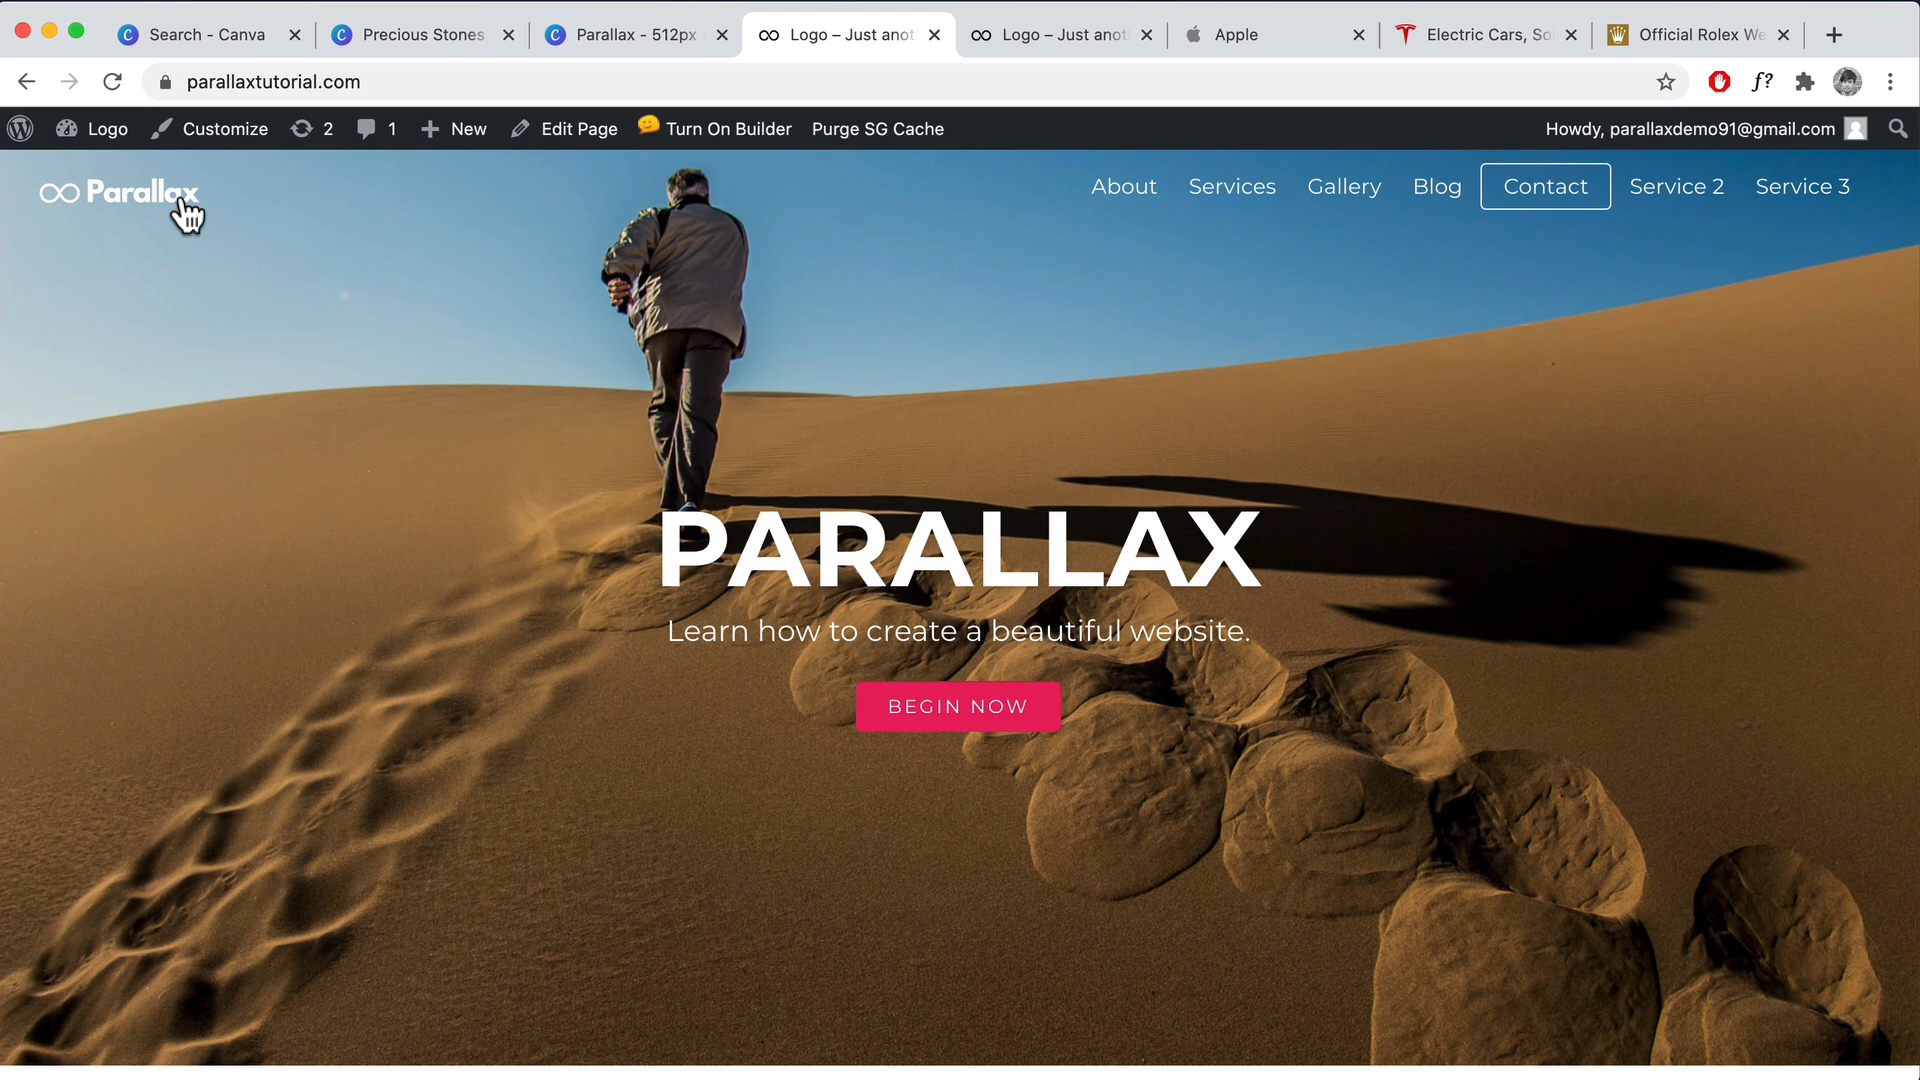 Search - Canva
Precious Stones
Parallax - 512px
Logo – Just anot
Logo – Just anot
Apple
Electric Cars, So
Official Rolex We
parallaxtutorial.com
f?
Logo
Customize
2
1
New
Edit Page
Turn On Builder
Purge SG Cache
Howdy, parallaxdemo91@gmail.com
Parallax
About
Services
Gallery
Blog
Contact
Service 2
Service 3
PARALLAX
Learn how to create a beautiful website.
BEGIN NOW